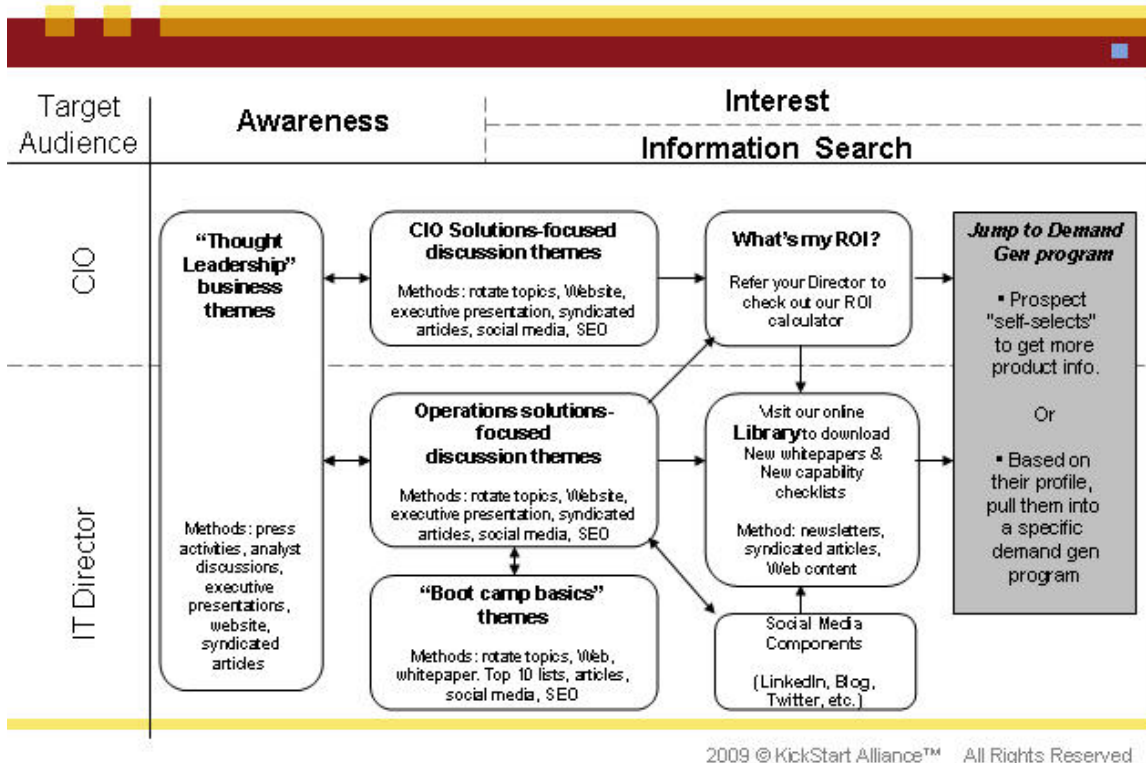 Target
Audience
Awareness
Interest
Information Search
CIO
IT Director
“Thought
Leadership”
business
themes
Methods: press
activities, analyst
discussions,
executive
presentations,
website,
syndicated
articles
CIO Solutions-focused
discussion themes
Methods: rotate topics, Website,
executive presentation, syndicated
articles, social media, SEO
Operations solutions-
focused
discussion themes
Methods: rotate topics, Website,
executive presentation, syndicated
articles, social media, SEO
“Boot camp basics”
themes
Methods: rotate topics, Web,
whitepaper. Top 10 lists, articles,
social media, SEO
What's my ROI?
Refer your Director to
check out our ROI
calculator
Visit our online
Library to download
New whitepapers &
New capability
checklists
Method: newsletters,
syndicated articles,
Web content
Social Media
Components
(LinkedIn, Blog,
Twitter, etc.)
Jump to Demand
Gen program
▪ Prospect
"self-selects"
to get more
product info.
Or
▪ Based on
their profile,
pull them into
a specific
demand gen
program
2009 © KickStart Alliance™ All Rights Reserved